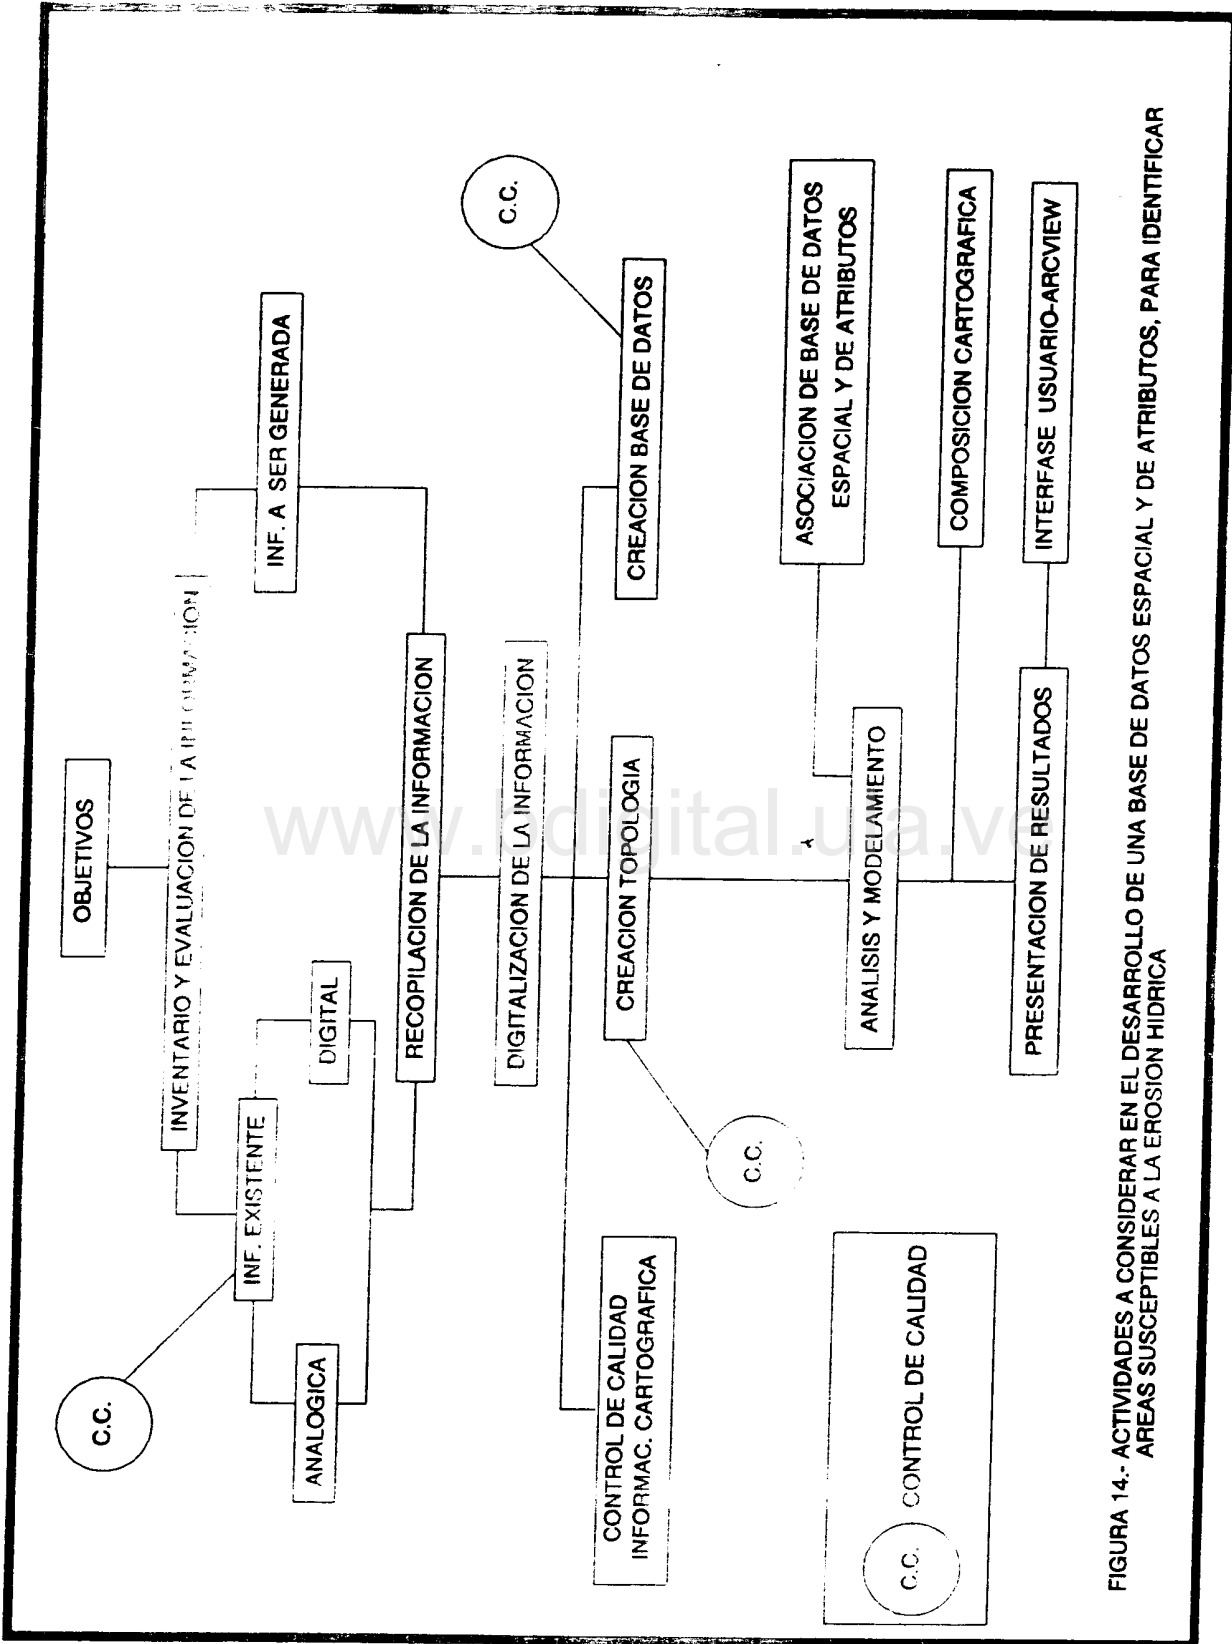 OBJETIVOS
INVENTARIO Y EVALUACION DE LA INFORMACION
C.C.
INF. EXISTENTE
INF. A SER GENERADA
ANALOGICA
DIGITAL
RECOPILACION DE LA INFORMACION
DIGITALIZACION DE LA INFORMACION
C.C.
CONTROL DE CALIDAD
INFORMAC. CARTOGRAFICA
CREACION TOPOLOGIA
CREACION BASE DE DATOS
C.C.
ASOCIACION DE BASE DE DATOS
ESPACIAL Y DE ATRIBUTOS
ANALISIS Y MODELAMIENTO
COMPOSICION CARTOGRAFICA
PRESENTACION DE RESULTADOS
INTERFASE USUARIO-ARCVIEW
C.C. CONTROL DE CALIDAD
FIGURA 14.- ACTIVIDADES A CONSIDERAR EN EL DESARROLLO DE UNA BASE DE DATOS ESPACIAL Y DE ATRIBUTOS, PARA IDENTIFICAR
AREAS SUSCEPTIBLES A LA EROSION HIDRICA
www.bdigital.ula.ve